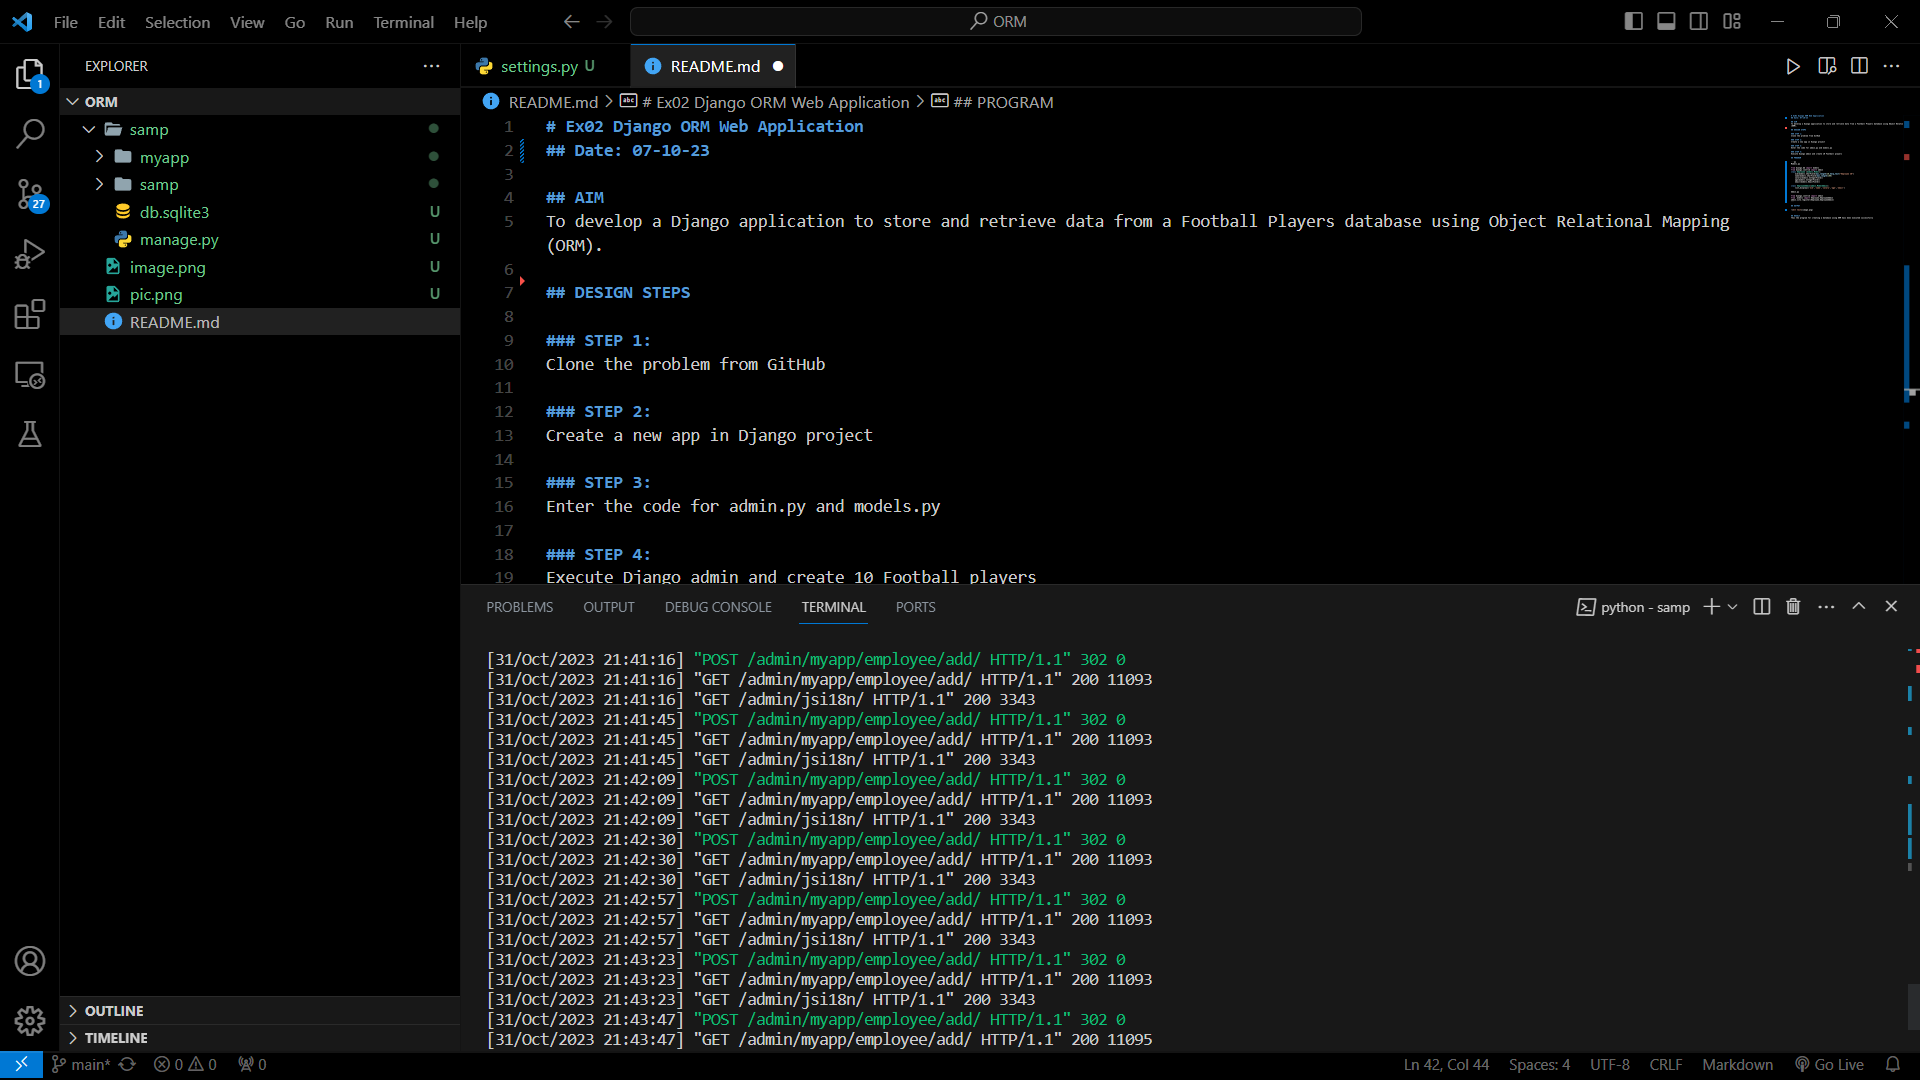 File Edit Selection View Go Run Terminal Help
ORM
EXPLORER
settings.py U
README.md
1
ORM
README.md > # Ex02 Django ORM Web Application > ## PROGRAM
samp
myapp
samp
db.sqlite3 U
manage.py U
image.png U
pic.png U
README.md
27
1 # Ex02 Django ORM Web Application
2 ## Date: 07-10-23
3
4 ## AIM
5 To develop a Django application to store and retrieve data from a Football Players database using Object Relational Mapping
(ORM).
6
7 ## DESIGN STEPS
8
9 ### STEP 1:
10 Clone the problem from GitHub
11
12 ### STEP 2:
13 Create a new app in Django project
14
15 ### STEP 3:
16 Enter the code for admin.py and models.py
17
18 ### STEP 4:
19 Execute Django admin and create 10 Football players
PROBLEMS OUTPUT DEBUG CONSOLE TERMINAL PORTS
python - samp
[31/Oct/2023 21:41:16] "POST /admin/myapp/employee/add/ HTTP/1.1" 302 0
[31/Oct/2023 21:41:16] "GET /admin/myapp/employee/add/ HTTP/1.1" 200 11093
[31/Oct/2023 21:41:16] "GET /admin/jsi18n/ HTTP/1.1" 200 3343
[31/Oct/2023 21:41:45] "POST /admin/myapp/employee/add/ HTTP/1.1" 302 0
[31/Oct/2023 21:41:45] "GET /admin/myapp/employee/add/ HTTP/1.1" 200 11093
[31/Oct/2023 21:41:45] "GET /admin/jsi18n/ HTTP/1.1" 200 3343
[31/Oct/2023 21:42:09] "POST /admin/myapp/employee/add/ HTTP/1.1" 302 0
[31/Oct/2023 21:42:09] "GET /admin/myapp/employee/add/ HTTP/1.1" 200 11093
[31/Oct/2023 21:42:09] "GET /admin/jsi18n/ HTTP/1.1" 200 3343
[31/Oct/2023 21:42:30] "POST /admin/myapp/employee/add/ HTTP/1.1" 302 0
[31/Oct/2023 21:42:30] "GET /admin/myapp/employee/add/ HTTP/1.1" 200 11093
[31/Oct/2023 21:42:30] "GET /admin/jsi18n/ HTTP/1.1" 200 3343
[31/Oct/2023 21:42:57] "POST /admin/myapp/employee/add/ HTTP/1.1" 302 0
[31/Oct/2023 21:42:57] "GET /admin/myapp/employee/add/ HTTP/1.1" 200 11093
[31/Oct/2023 21:42:57] "GET /admin/jsi18n/ HTTP/1.1" 200 3343
[31/Oct/2023 21:43:23] "POST /admin/myapp/employee/add/ HTTP/1.1" 302 0
[31/Oct/2023 21:43:23] "GET /admin/myapp/employee/add/ HTTP/1.1" 200 11093
[31/Oct/2023 21:43:23] "GET /admin/jsi18n/ HTTP/1.1" 200 3343
[31/Oct/2023 21:43:47] "POST /admin/myapp/employee/add/ HTTP/1.1" 302 0
[31/Oct/2023 21:43:47] "GET /admin/myapp/employee/add/ HTTP/1.1" 200 11095
OUTLINE
TIMELINE
main* 0 0 0
Ln 42, Col 44 Spaces: 4 UTF-8 CRLF Markdown Go Live